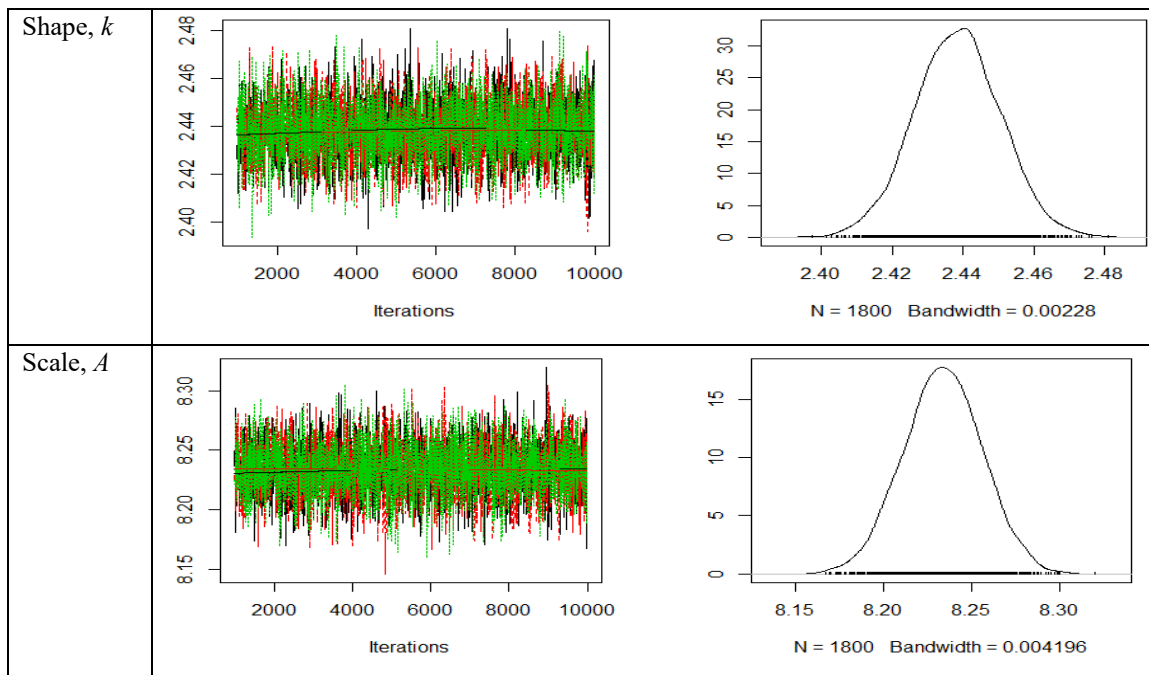 Shape, k
2.40 2.42 2.44 2.46 2.48
2000 4000 6000 8000 10000
Iterations
0 5 10 15 20 25 30
2.40 2.42 2.44 2.46 2.48
N = 1800 Bandwidth = 0.00228
Scale, A
8.15 8.20 8.25 8.30
2000 4000 6000 8000 10000
Iterations
0 5 10 15
8.15 8.20 8.25 8.30
N = 1800 Bandwidth = 0.004196